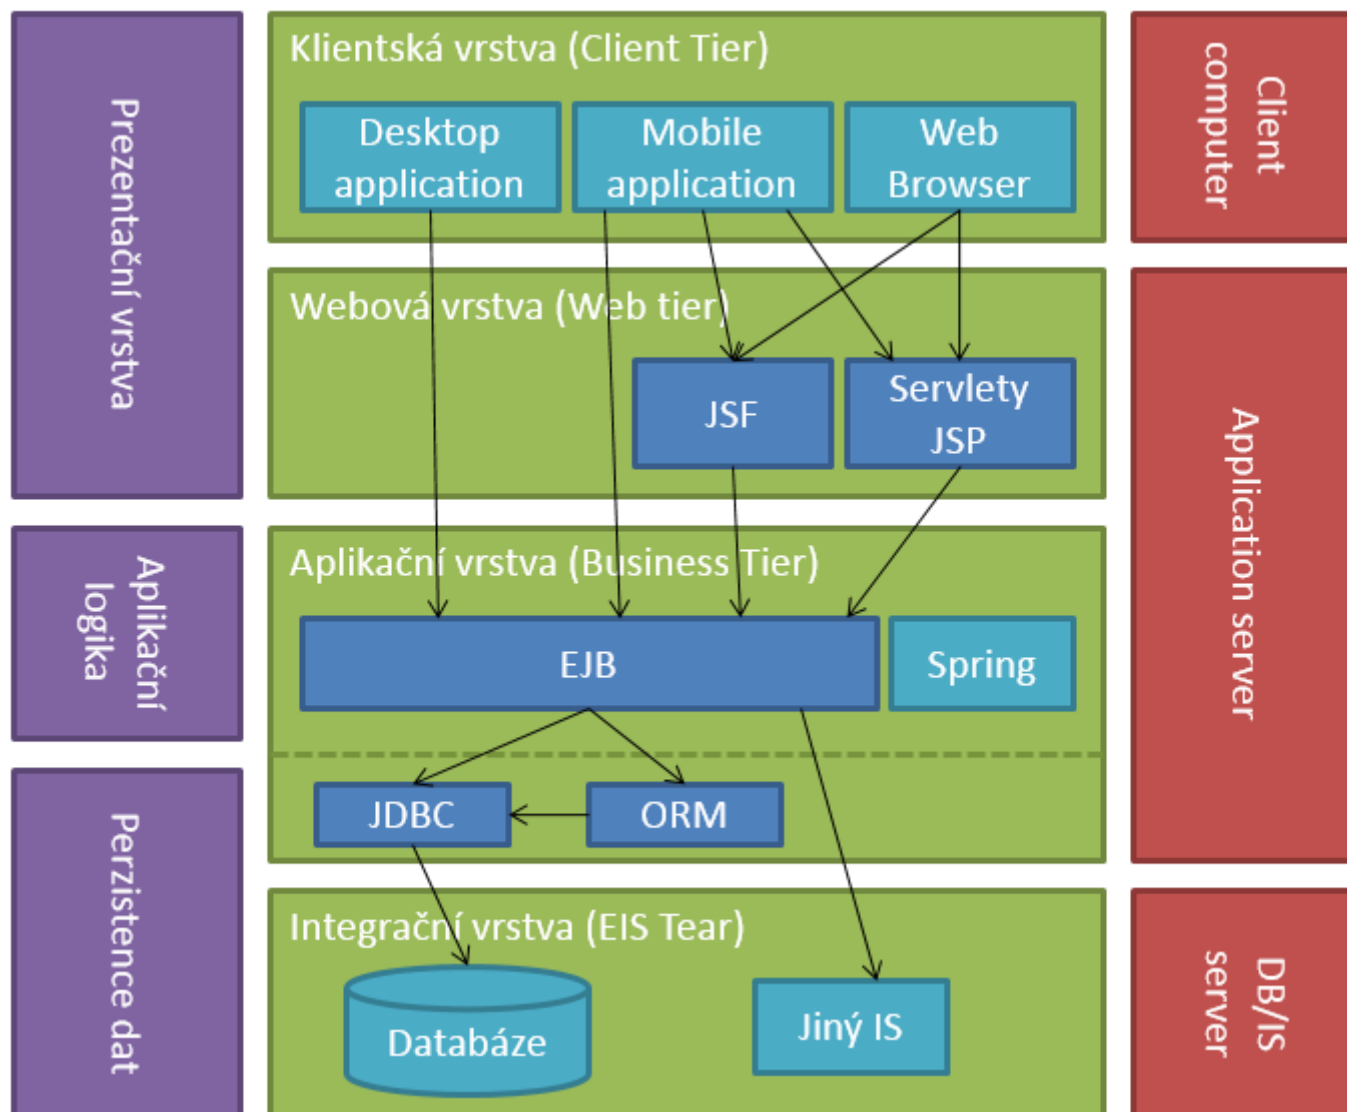 Prezentační vrstva
Klientská vrstva (Client Tier)
Desktop
application
Mobile
application
Web
Browser
Client
computer
Webová vrstva (Web tier)
JSF
Servlety
JSP
Application server
Aplikační
logika
Aplikační vrstva (Business Tier)
EJB
Spring
JDBC
ORM
Perzistence dat
Integrační vrstva (EIS Tear)
Databáze
Jiný IS
DB/IS
server